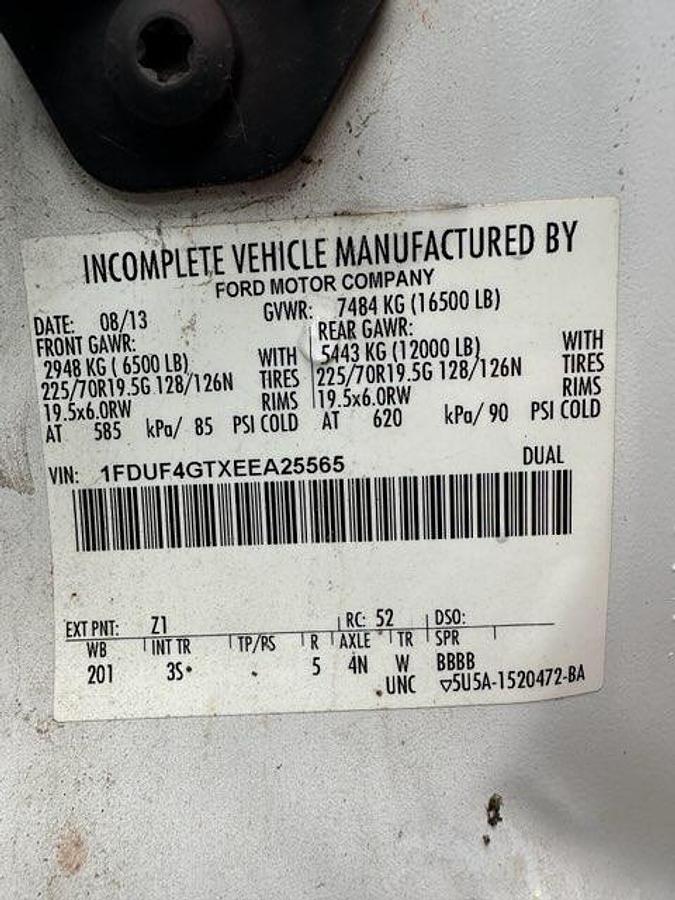 INCOMPLETE VEHICLE MANUFACTURED BY
FORD MOTOR COMPANY
DATE: 08/13 GVWR: 7484 KG (16500 LB)
FRONT GAWR: REAR GAWR:
2948 KG ( 6500 LB) WITH 5443 KG (12000 LB) WITH
225/70R19.5G 128/126N TIRES 225/70R19.5G 128/126N TIRES
19.5x6.0RW RIMS 19.5x6.0RW RIMS
AT 585 kPa/ 85 PSI COLD AT 620 kPa/ 90 PSI COLD
VIN: 1FDUF4GTXEEA25565 DUAL
EXT PNT: Z1 RC: 52 DSO:
WB INT TR TP/PS R AXLE TR SPR
201 3S• . 5 4N W BBBB
UNC ▽5U5A-1520472-BA